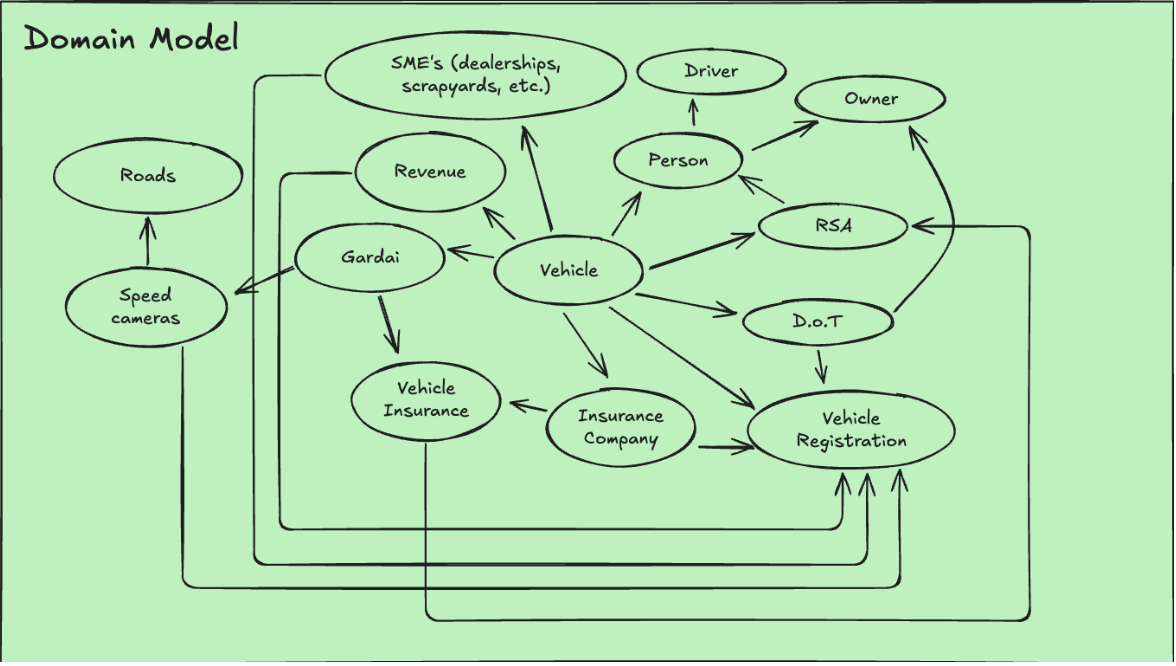 Domain Model
SME's (dealerships,
scrapyards, etc.)
Driver
Owner
Roads
Revenue
Person
RSA
Gardai
Vehicle
Speed
cameras
D.o.T
Vehicle
Insurance
Insurance
Company
Vehicle
Registration